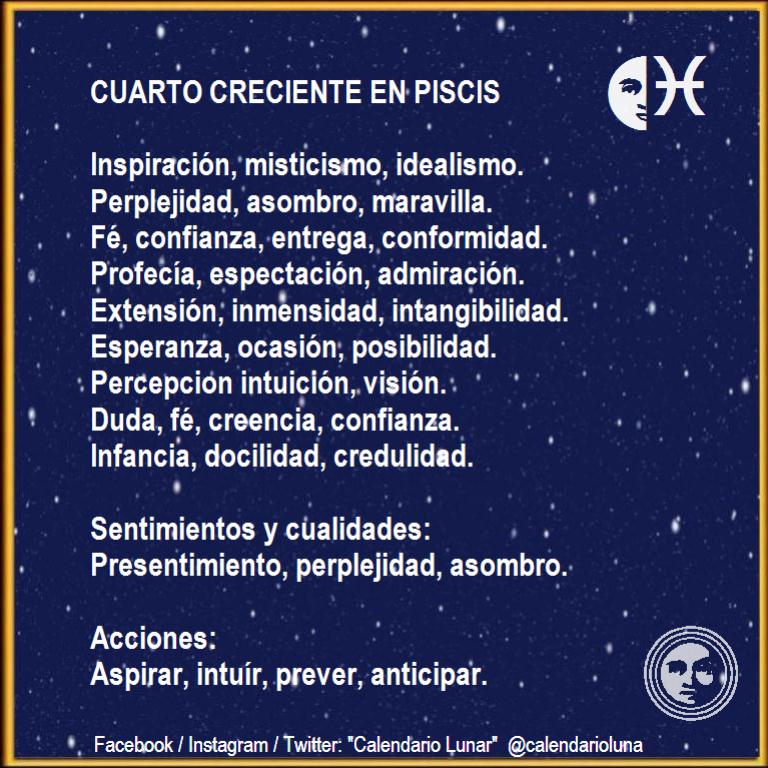 CUARTO CRECIENTE EN PISCIS
Inspiración, misticismo, idealismo.
Perplejidad, asombro, maravilla.
Fé, confianza, entrega, conformidad.
Profecía, espectación, admiración.
Extensión, inmensidad, intangibilidad.
Esperanza, ocasión, posibilidad.
Percepcion intuición, visión.
Duda, fé, creencia, confianza.
Infancia, docilidad, credulidad.
Sentimientos y cualidades:
Presentimiento, perplejidad, asombro.
Acciones:
Aspirar, intuír, prever, anticipar.
Facebook / Instagram / Twitter: "Calendario Lunar" @calendarioluna